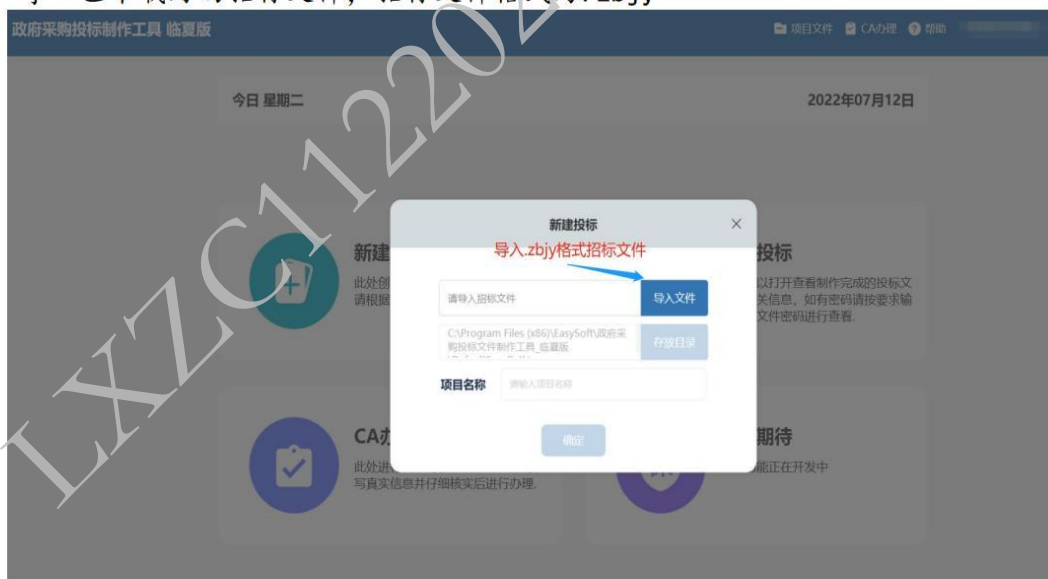 政府采购投标制作工具 临夏版
项目文件 CA办理 帮助
今日 星期二
2022年07月12日
新建投标
导入.zbjy格式招标文件
请导入招标文件
导入文件
C:\Program Files (x86)\EasySoft\政府采
购投标文件制作工具_临夏版
存放目录
项目名称 请输入项目名称
确定
新建
此处创
请根据
投标
以打开查看制作完成的投标文
关信息，如有密码请按要求输
文件密码进行查看.
CA办
此处进
写真实信息并仔细核实后进行办理.
期待
能正在开发中
LXZC11220